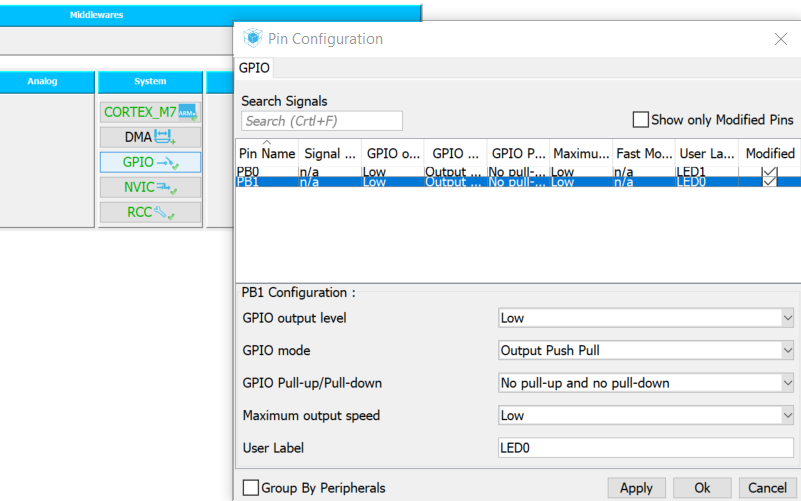 Middlewares
Pin Configuration
GPIO
Analog
System
CORTEX_M7 ARM
DMA
GPIO
NVIC
RCC
Search Signals
Search (Crtl+F)
Show only Modified Pins
Pin Name Signal ... GPIO o... GPIO ... GPIO P... Maximu... Fast Mo... User La... Modified
PB0 n/a Low Output ... No pull-... Low n/a LED1
PB1 n/a Low Output ... No pull-... Low n/a LED0
PB1 Configuration :
GPIO output level Low
GPIO mode Output Push Pull
GPIO Pull-up/Pull-down No pull-up and no pull-down
Maximum output speed Low
User Label LED0
Group By Peripherals Apply Ok Cancel